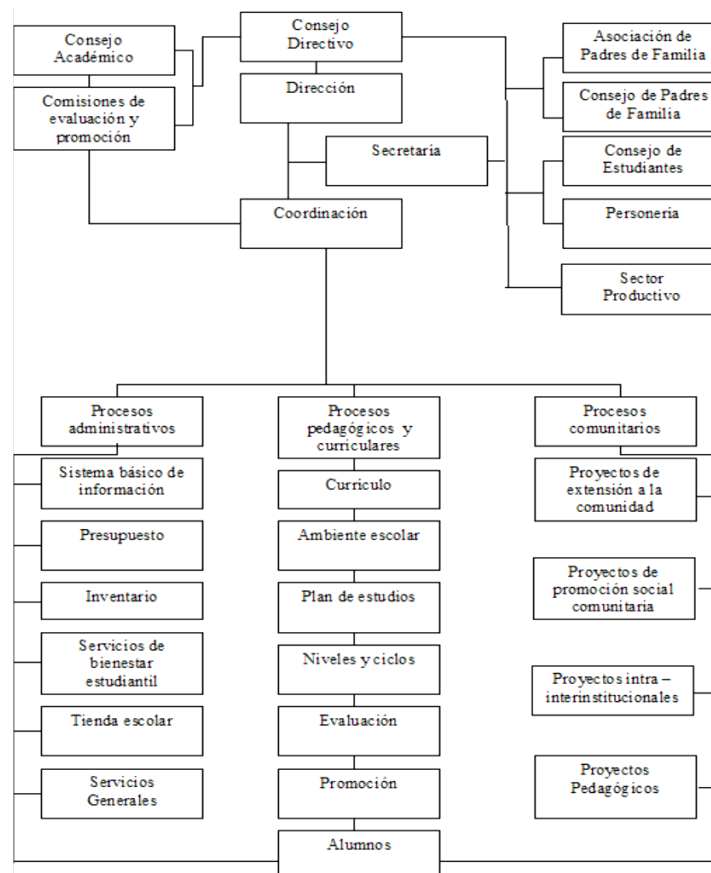 Consejo
Académico
Consejo
Directivo
Asociación de
Padres de Familia
Comisiones de
evaluación y
promoción
Dirección
Consejo de Padres
de Familia
Secretaria
Consejo de
Estudiantes
Coordinación
Personería
Sector
Productivo
Procesos
administrativos
Procesos
pedagógicos y
curriculares
Procesos
comunitarios
Sistema básico de
información
Currículo
Proyectos de
extensión a la
comunidad
Presupuesto
Ambiente escolar
Inventario
Plan de estudios
Proyectos de
promoción social
comunitaria
Servicios de
bienestar
estudiantil
Niveles y ciclos
Proyectos intra –
interinstitucionales
Tienda escolar
Evaluación
Servicios
Generales
Promoción
Proyectos
Pedagógicos
Alumnos